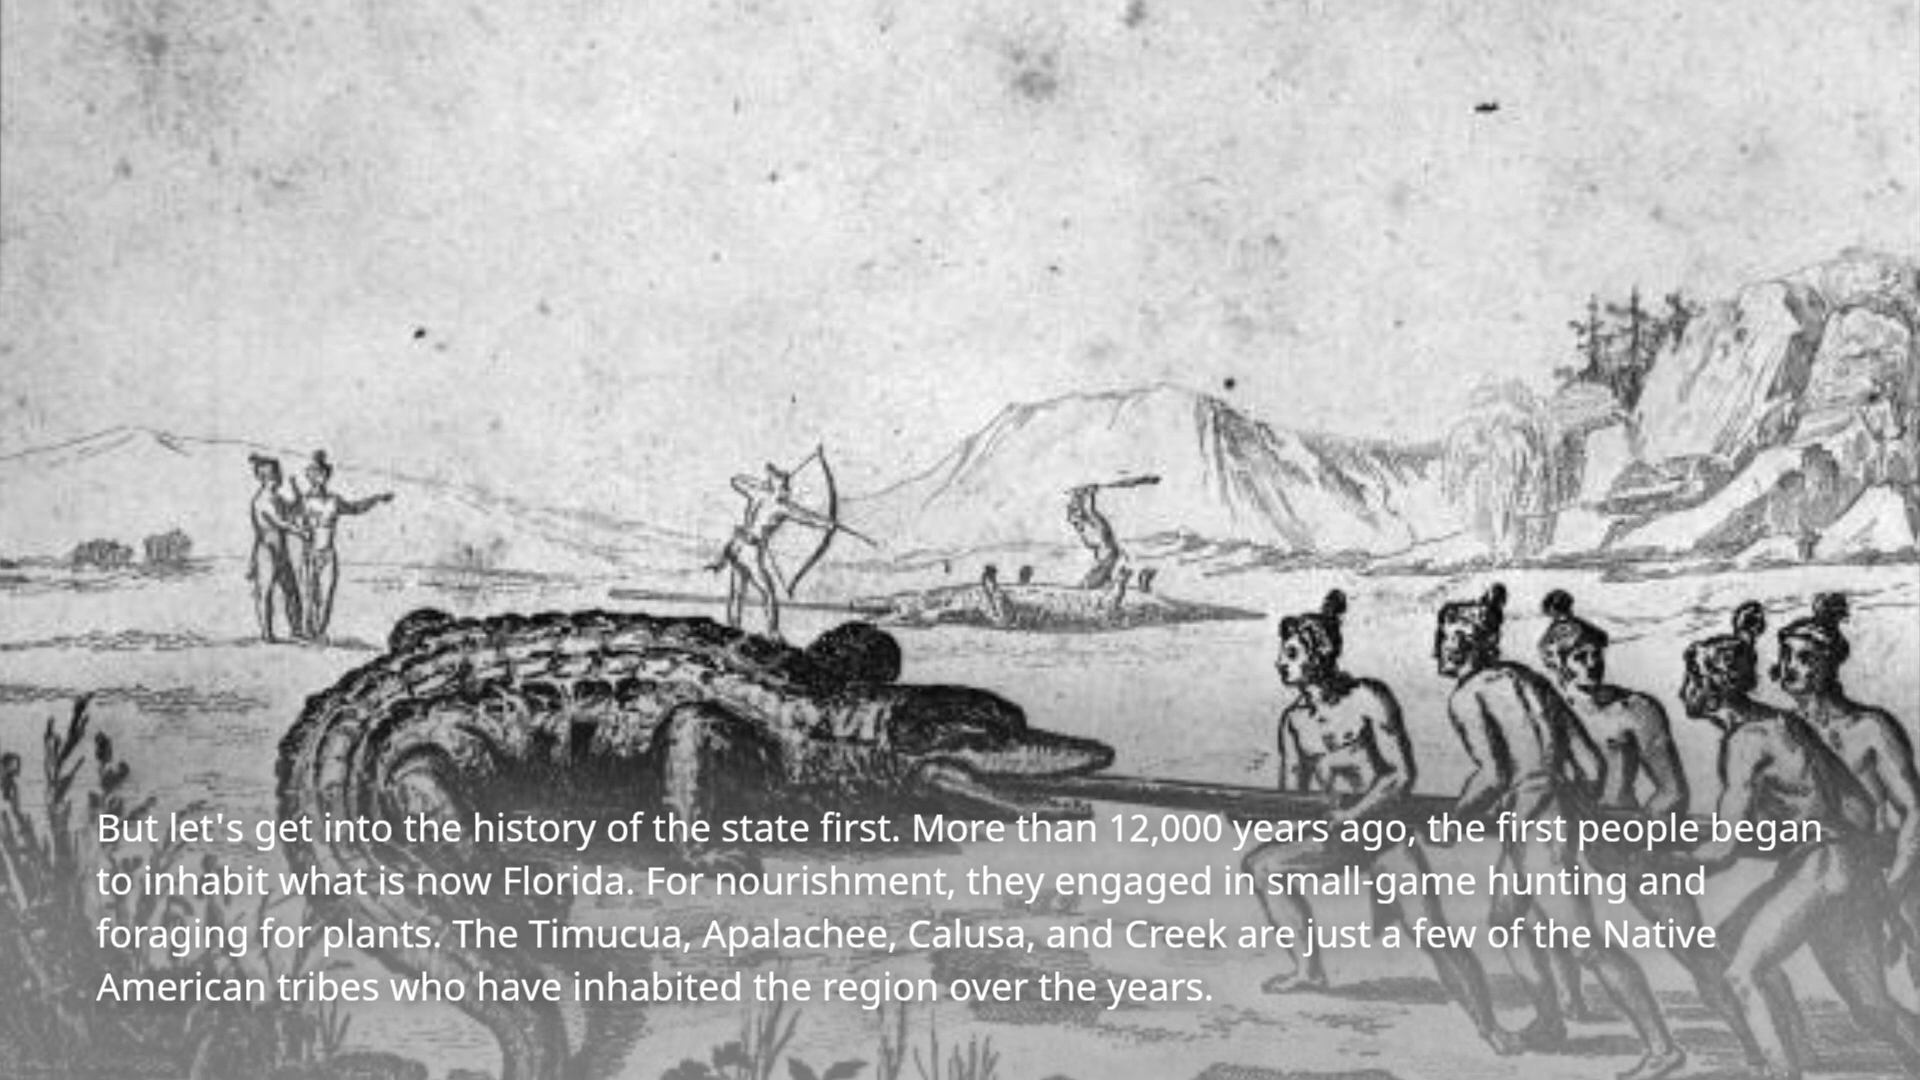 But let's get into the history of the state first. More than 12,000 years ago, the first people began
to inhabit what is now Florida. For nourishment, they engaged in small-game hunting and
foraging for plants. The Timucua, Apalachee, Calusa, and Creek are just a few of the Native
American tribes who have inhabited the region over the years.